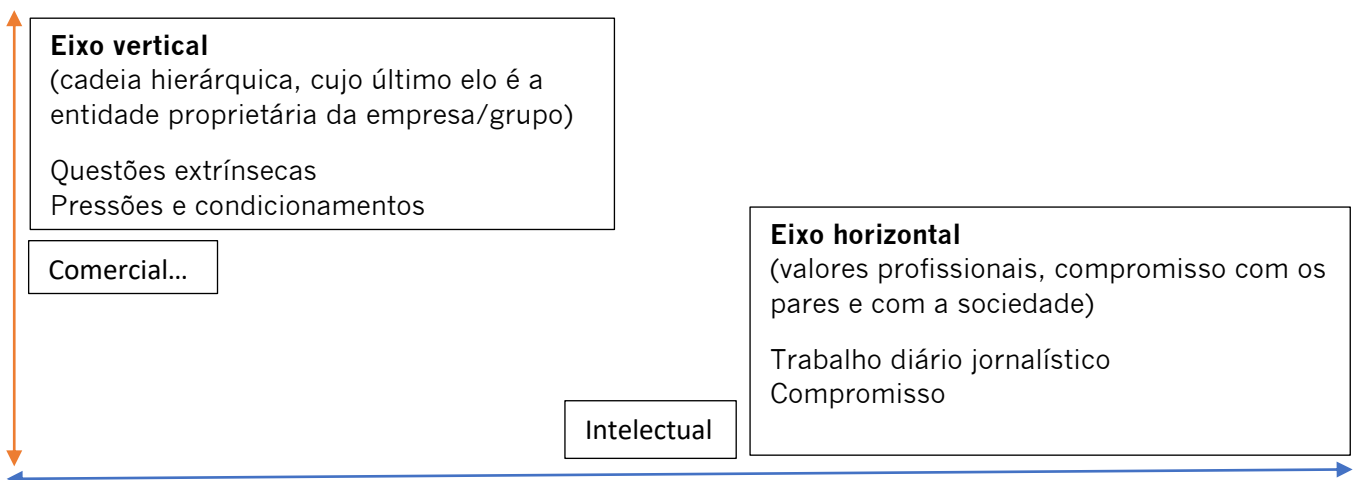 Eixo vertical
(cadeia hierárquica, cujo último elo é a
entidade proprietária da empresa/grupo)
Questões extrínsecas
Pressões e condicionamentos
Comercial...
Eixo horizontal
(valores profissionais, compromisso com os
pares e com a sociedade)
Trabalho diário jornalístico
Compromisso
Intelectual